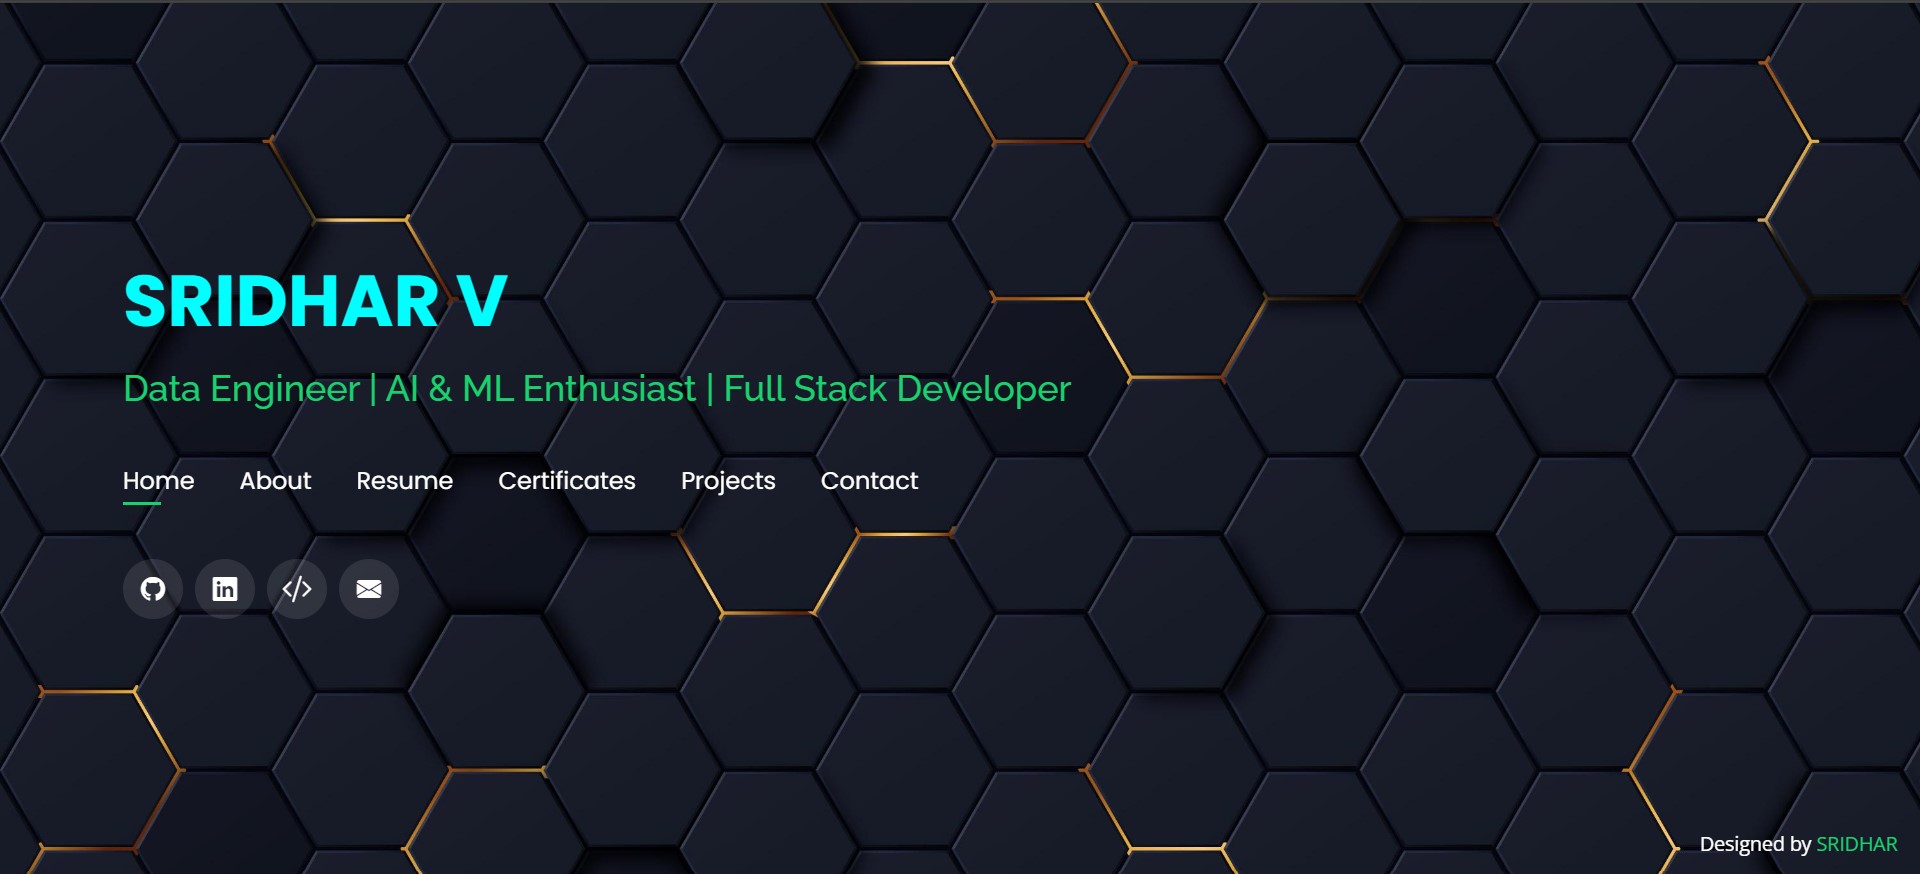 SRIDHAR V
Data Engineer | AI & ML Enthusiast | Full Stack Developer
Home About Resume Certificates Projects Contact
Designed by SRIDHAR